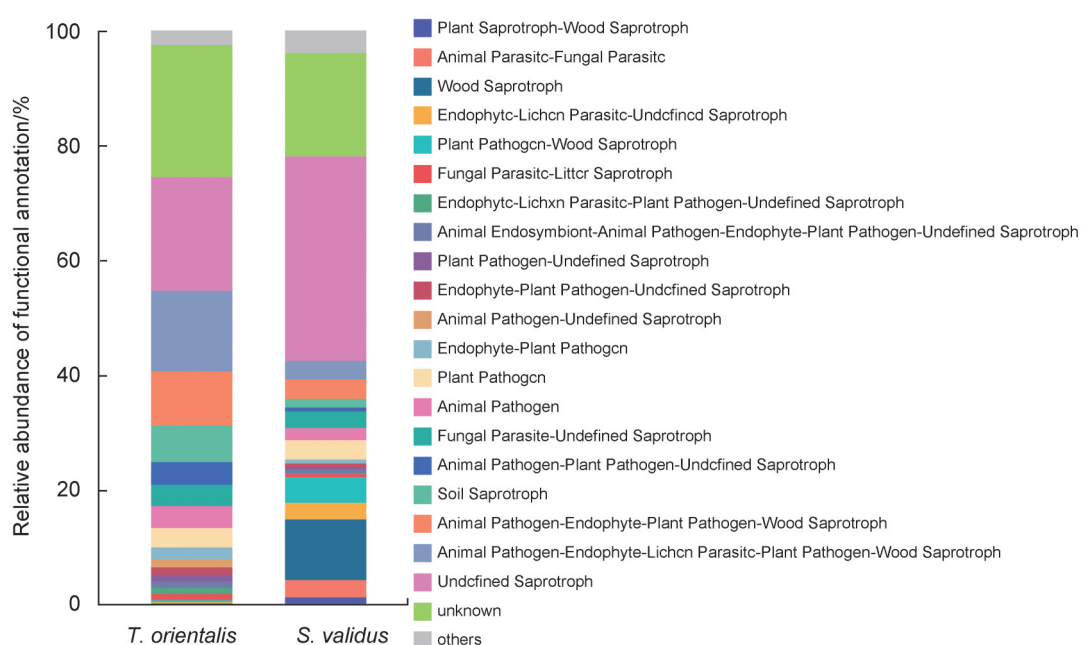 Relative abundance of functional annotation/%
100
80
60
40
20
0
T. orientalis
S. validus
Plant Saprotroph-Wood Saprotroph
Animal Parasitc-Fungal Parasitc
Wood Saprotroph
Endophytc-Lichcn Parasitc-Undcfincd Saprotroph
Plant Pathogcn-Wood Saprotroph
Fungal Parasitc-Littcr Saprotroph
Endophytc-Lichxn Parasitc-Plant Pathogen-Undefined Saprotroph
Animal Endosymbiont-Animal Pathogen-Endophyte-Plant Pathogen-Undefined Saprotroph
Plant Pathogen-Undefined Saprotroph
Endophyte-Plant Pathogen-Undcfined Saprotroph
Animal Pathogen-Undefined Saprotroph
Endophyte-Plant Pathogcn
Plant Pathogcn
Animal Pathogen
Fungal Parasite-Undefined Saprotroph
Animal Pathogen-Plant Pathogen-Undcfined Saprotroph
Soil Saprotroph
Animal Pathogen-Endophyte-Plant Pathogen-Wood Saprotroph
Animal Pathogen-Endophyte-Lichcn Parasitc-Plant Pathogen-Wood Saprotroph
Undcfined Saprotroph
unknown
others